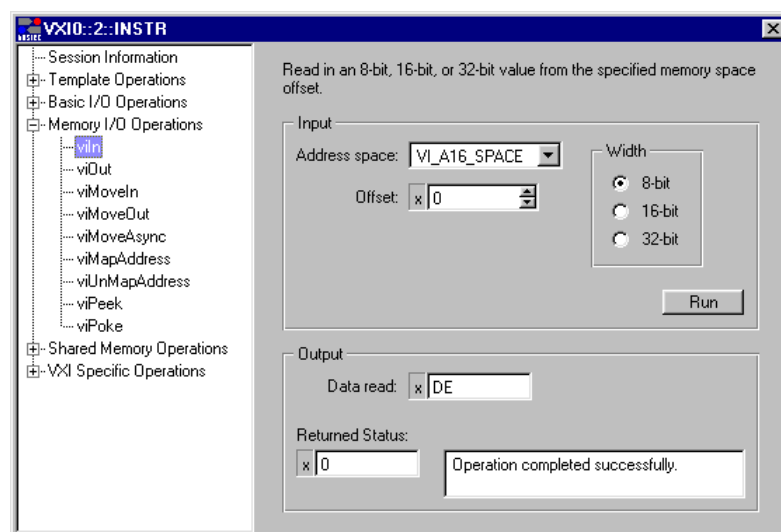 VXI0::2::INSTR
Session Information
Template Operations
Basic I/O Operations
Memory I/O Operations
viIn
viOut
viMoveIn
viMoveOut
viMoveAsync
viMapAddress
viUnMapAddress
viPeek
viPoke
Shared Memory Operations
VXI Specific Operations
Read in an 8-bit, 16-bit, or 32-bit value from the specified memory space
offset.
Input
Address space: VI_A16_SPACE
Offset: x 0
Width
8-bit
16-bit
32-bit
Run
Output
Data read: x DE
Returned Status:
x 0
Operation completed successfully.